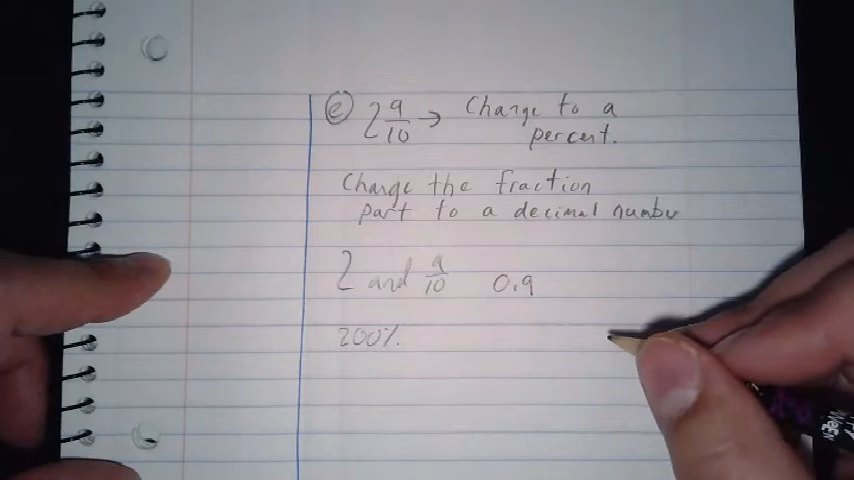 (e) 2 9/10 → Change to a
percent.
Change the fraction
part to a decimal number
2 and 9/10 0.9
200%